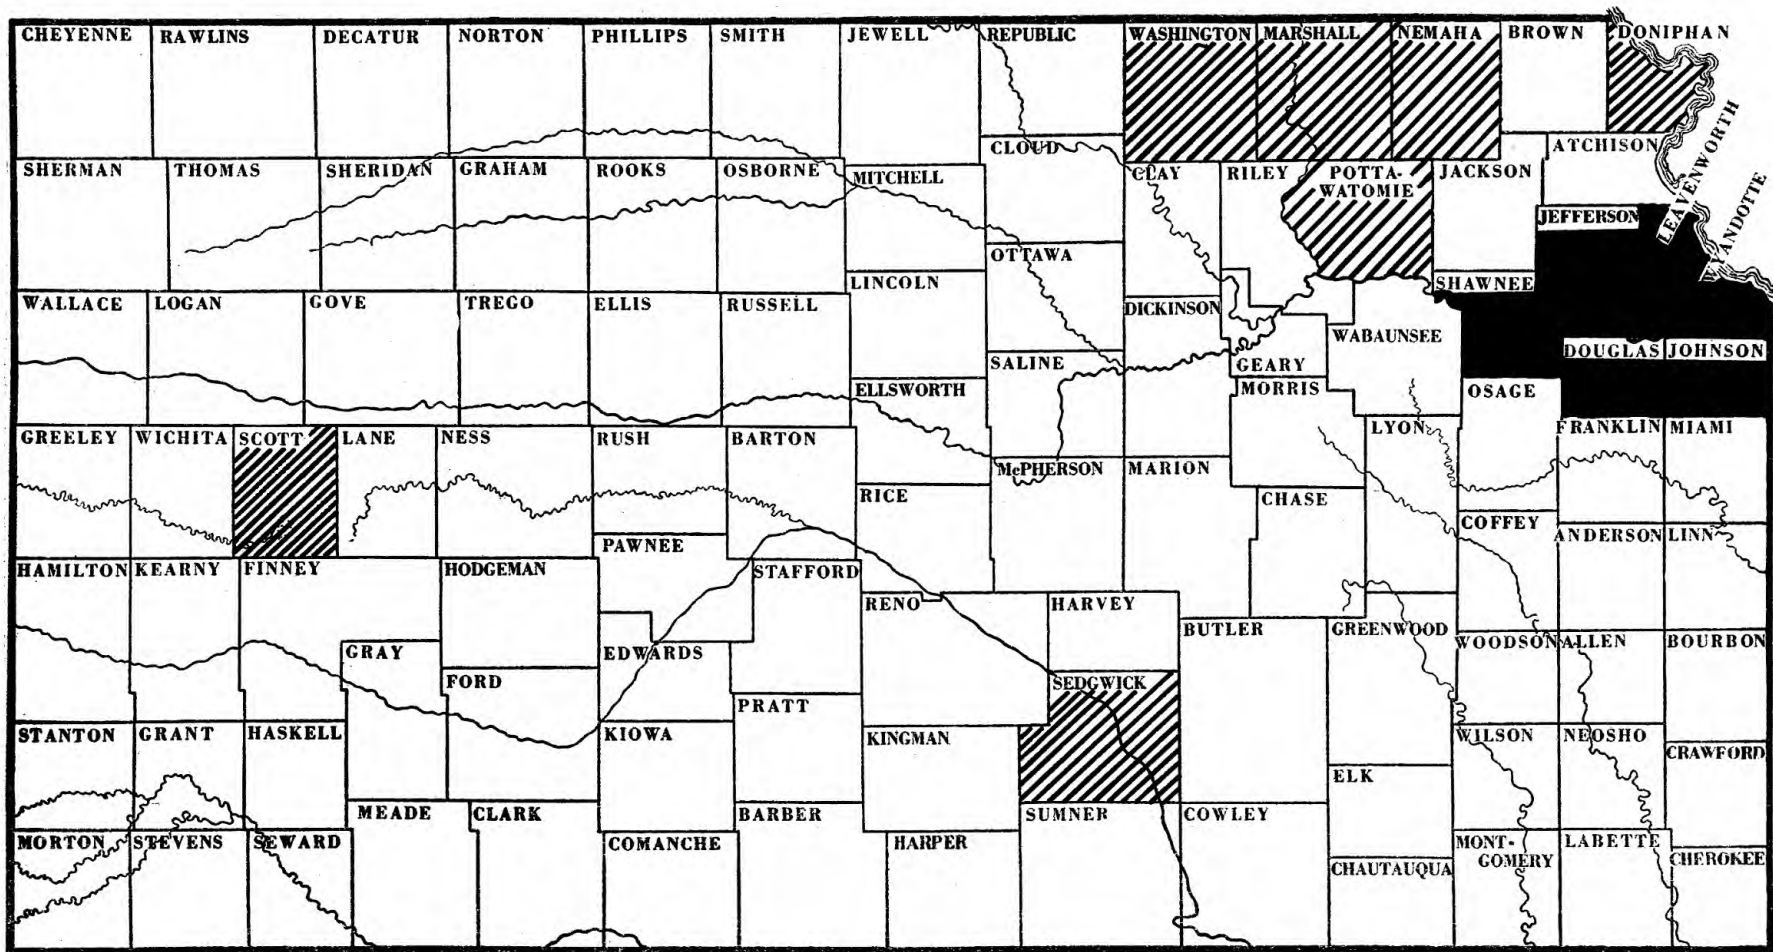 CHEYENNE
RAWLINS
DECATUR
NORTON
PHILLIPS
SMITH
JEWELL
REPUBLIC
WASHINGTON
MARSHALL
NEMAHA
BROWN
DONIPHAN
SHERMAN
THOMAS
SHERIDAN
GRAHAM
ROOKS
OSBORNE
MITCHELL
CLOUD
CLAY
RILEY
POTTA-
WATOMIE
JACKSON
ATCHISON
LEAVENWORTH
WYANDOTTE
JEFFERSON
OTTAWA
LINCOLN
SHAWNEE
WALLACE
LOGAN
GOVE
TREGO
ELLIS
RUSSELL
DICKINSON
WABAUNSEE
DOUGLAS
JOHNSON
SALINE
GEARY
ELLSWORTH
MORRIS
OSAGE
GREELEY
WICHITA
SCOTT
LANE
NESS
RUSH
BARTON
LYON
FRANKLIN
MIAMI
McPHERSON
MARION
RICE
CHASE
COFFEY
ANDERSON
LINN
PAWNEE
HAMILTON
KEARNY
FINNEY
HODGEMAN
STAFFORD
RENO
HARVEY
BUTLER
GREENWOOD
WOODSON
ALLEN
BOURBON
GRAY
EDWARDS
FORD
SEDGWICK
PRATT
STANTON
GRANT
HASKELL
KIOWA
KINGMAN
WILSON
NEOSHO
CRAWFORD
ELK
MEADE
CLARK
BARBER
SUMNER
COWLEY
MORTON
STEVENS
SEWARD
COMANCHE
HARPER
MONT-
GOMERY
LABETTE
CHEROKEE
CHAUTAUQUA